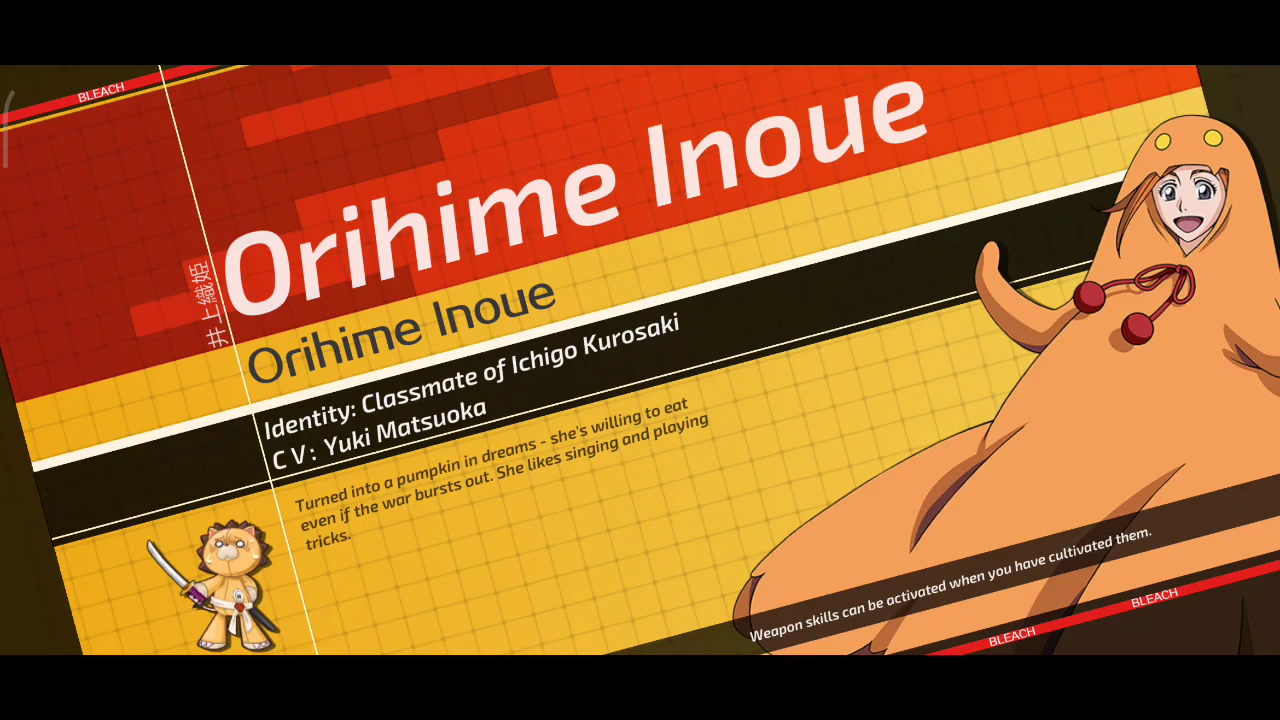 BLEACH
Orihime Inoue
井上織姫
Orihime Inoue
Identity: Classmate of Ichigo Kurosaki
C V: Yuki Matsuoka
Turned into a pumpkin in dreams - she's willing to eat
even if the war bursts out. She likes singing and playing
tricks.
Weapon skills can be activated when you have cultivated them.
BLEACH
BLEACH